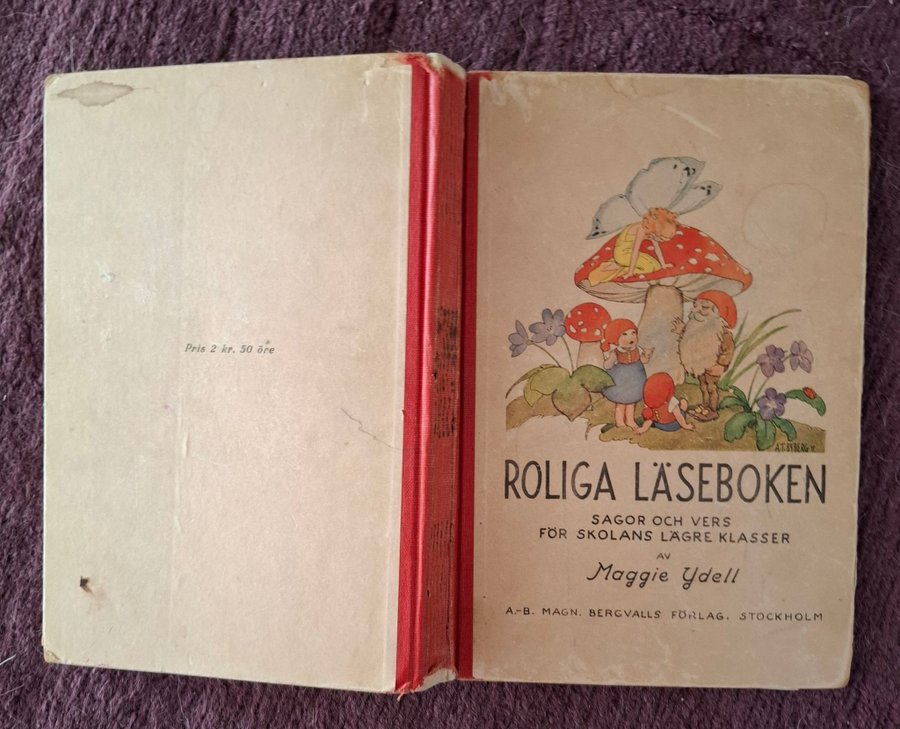 Pris 2 kr. 50 öre
ROLIGA LÄSEBOKEN
SAGOR OCH VERS
FÖR SKOLANS LÄGRE KLASSER
AV
Maggie Ydell
A.-B. MAGN. BERGVALLS FÖRLAG. STOCKHOLM